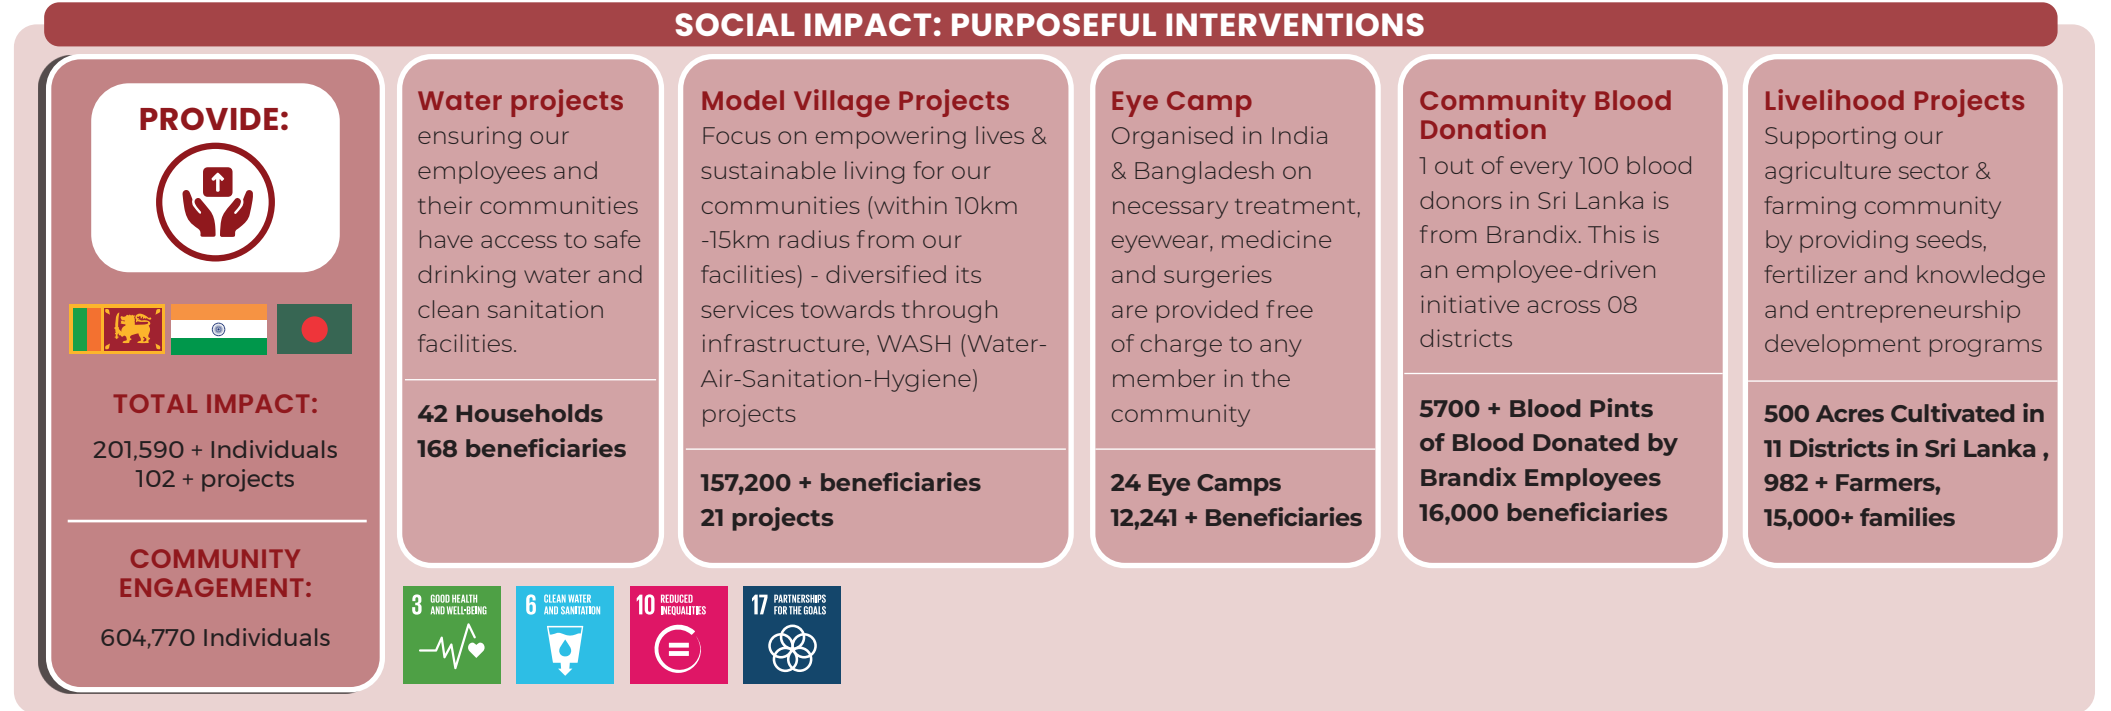 SOCIAL IMPACT: PURPOSEFUL INTERVENTIONS
PROVIDE:
TOTAL IMPACT:
201,590 + Individuals
102 + projects
COMMUNITY
ENGAGEMENT:
604,770 Individuals
Water projects
ensuring our
employees and
their communities
have access to safe
drinking water and
clean sanitation
facilities.
42 Households
168 beneficiaries
Model Village Projects
Focus on empowering lives &
sustainable living for our
communities (within 10km
-15km radius from our
facilities) - diversified its
services towards through
infrastructure, WASH (Water-
Air-Sanitation-Hygiene)
projects
157,200 + beneficiaries
21 projects
Eye Camp
Organised in India
& Bangladesh on
necessary treatment,
eyewear, medicine
and surgeries
are provided free
of charge to any
member in the
community
24 Eye Camps
12,241 + Beneficiaries
Community Blood
Donation
1 out of every 100 blood
donors in Sri Lanka is
from Brandix. This is
an employee-driven
initiative across 08
districts
5700 + Blood Pints
of Blood Donated by
Brandix Employees
16,000 beneficiaries
Livelihood Projects
Supporting our
agriculture sector &
farming community
by providing seeds,
fertilizer and knowledge
and entrepreneurship
development programs
500 Acres Cultivated in
11 Districts in Sri Lanka ,
982 + Farmers,
15,000+ families
3 GOOD HEALTH
AND WELL-BEING
6 CLEAN WATER
AND SANITATION
10 REDUCED
INEQUALITIES
17 PARTNERSHIPS
FOR THE GOALS